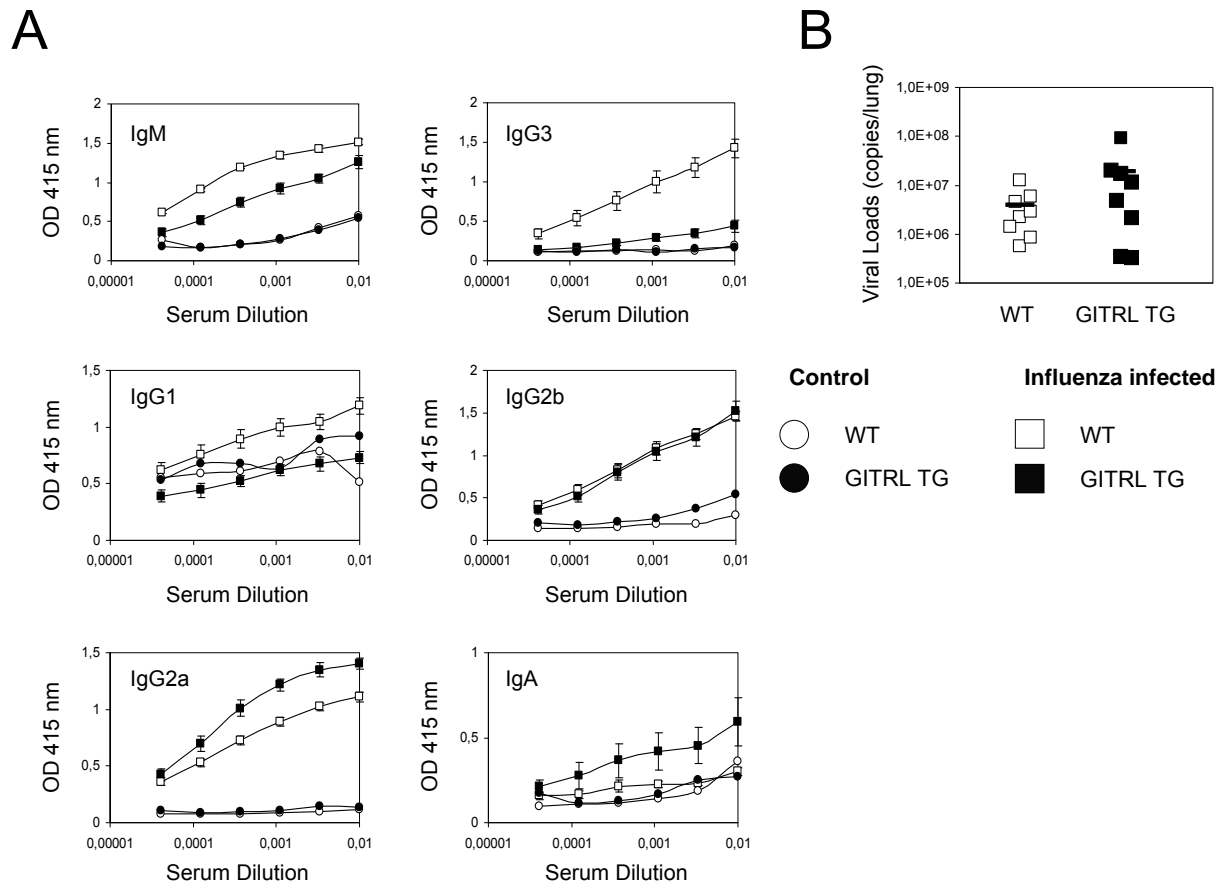 A
B
IgM
OD 415 nm
2
1,5
1
0,5
0
0,00001
0,0001
0,001
0,01
Serum Dilution
IgG3
OD 415 nm
2
1,5
1
0,5
0
0,00001
0,0001
0,001
0,01
Serum Dilution
Viral Loads (copies/lung)
1,0E+09
1,0E+08
1,0E+07
1,0E+06
1,0E+05
WT
GITRL TG
IgG1
OD 415 nm
1,5
1
0,5
0
0,00001
0,0001
0,001
0,01
Serum Dilution
IgG2b
OD 415 nm
2
1,5
1
0,5
0
0,00001
0,0001
0,001
0,01
Serum Dilution
Control
Influenza infected
WT
WT
GITRL TG
GITRL TG
IgG2a
OD 415 nm
1,5
1
0,5
0
0,00001
0,0001
0,001
0,01
Serum Dilution
IgA
OD 415 nm
1
0,5
0
0,00001
0,0001
0,001
0,01
Serum Dilution